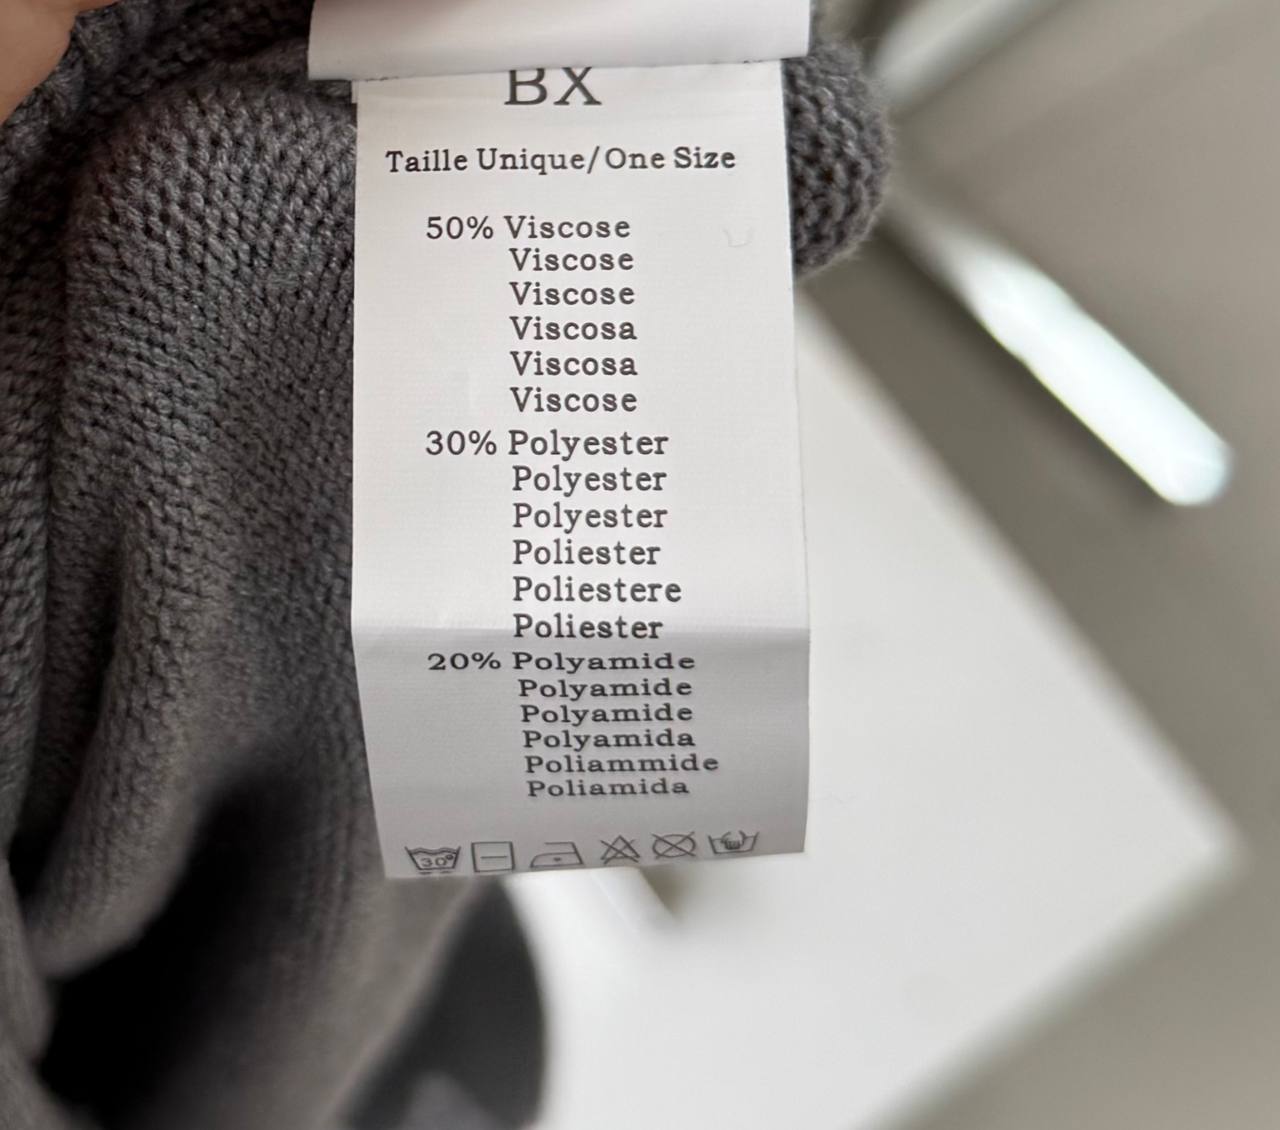 BX
Taille Unique/One Size
50% Viscose
Viscose
Viscose
Viscosa
Viscosa
Viscose
30% Polyester
Polyester
Polyester
Poliester
Poliestere
Poliester
20% Polyamide
Polyamide
Polyamide
Polyamida
Poliammide
Poliamida
30°